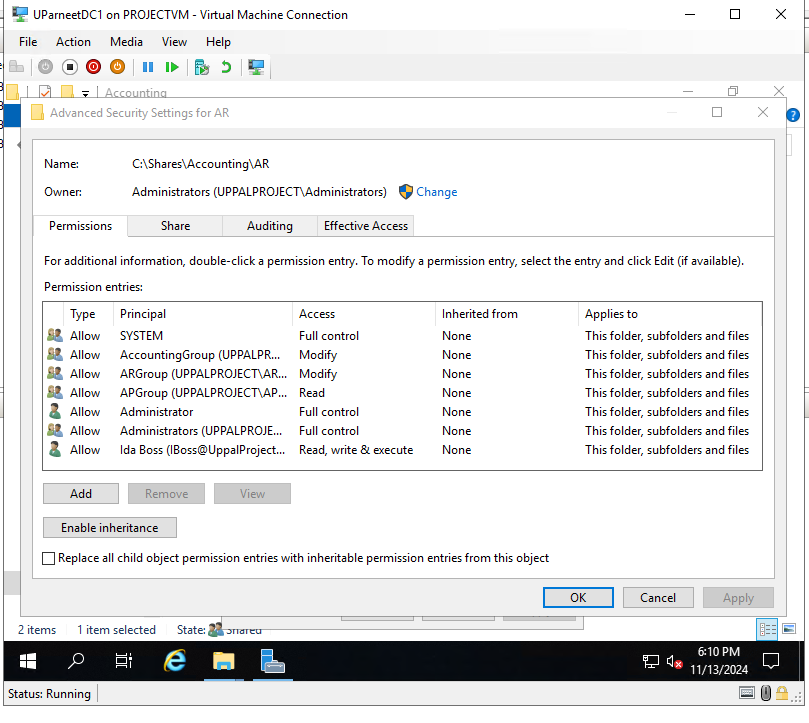 UParneetDC1 on PROJECTVM - Virtual Machine Connection
File Action Media View Help
Accounting
Advanced Security Settings for AR
Name: C:\Shares\Accounting\AR
Owner: Administrators (UPPALPROJECT\Administrators) Change
Permissions Share Auditing Effective Access
For additional information, double-click a permission entry. To modify a permission entry, select the entry and click Edit (if available).
Permission entries:
Type Principal Access Inherited from Applies to
Allow SYSTEM Full control None This folder, subfolders and files
Allow AccountingGroup (UPPALPR... Modify None This folder, subfolders and files
Allow ARGroup (UPPALPROJECT\AR... Modify None This folder, subfolders and files
Allow APGroup (UPPALPROJECT\AP... Read None This folder, subfolders and files
Allow Administrator Full control None This folder, subfolders and files
Allow Administrators (UPPALPROJE... Full control None This folder, subfolders and files
Allow Ida Boss (IBoss@UppalProject... Read, write & execute None This folder, subfolders and files
Add Remove View
Enable inheritance
Replace all child object permission entries with inheritable permission entries from this object
OK Cancel Apply
2 items 1 item selected State: Shared
6:10 PM
11/13/2024
Status: Running